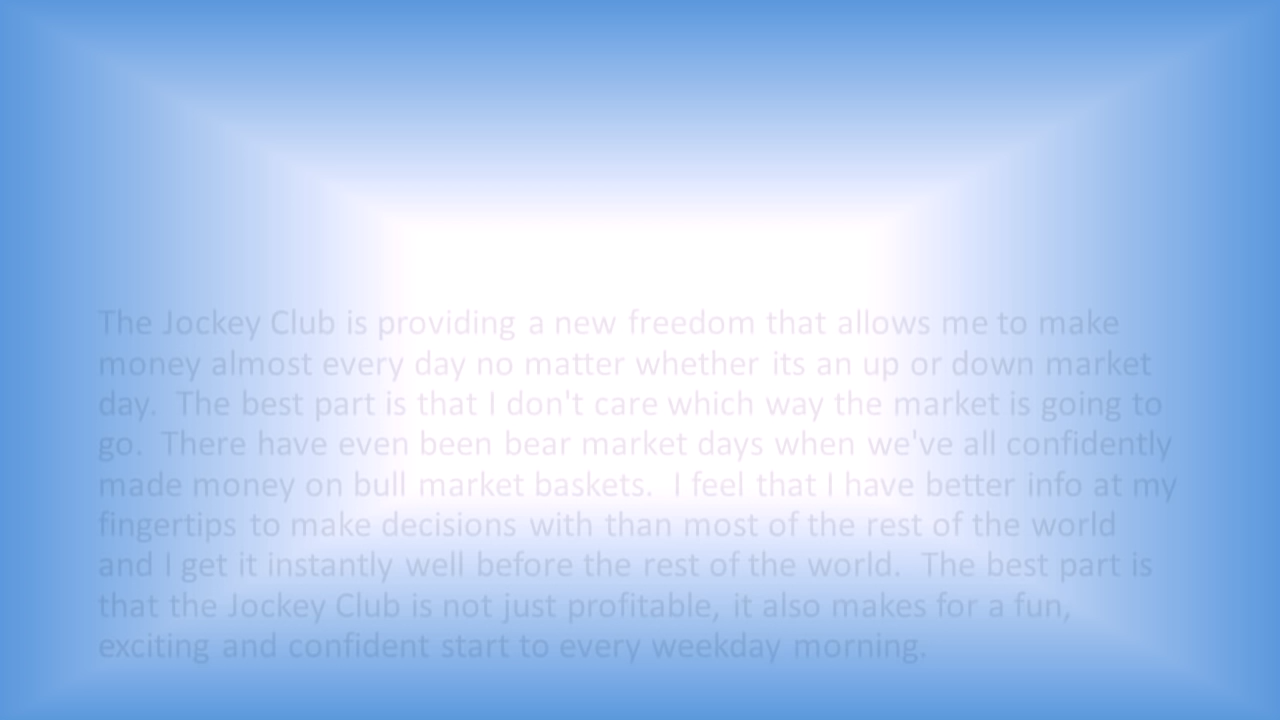 The Jockey Club is providing a new freedom that allows me to make
money almost every day no matter whether its an up or down market
day.  The best part is that I don't care which way the market is going to
go.  There have even been bear market days when we've all confidently
made money on bull market baskets.  I feel that I have better info at my
fingertips to make decisions with than most of the rest of the world
and I get it instantly well before the rest of the world.  The best part is
that the Jockey Club is not just profitable, it also makes for a fun,
exciting and confident start to every weekday morning.